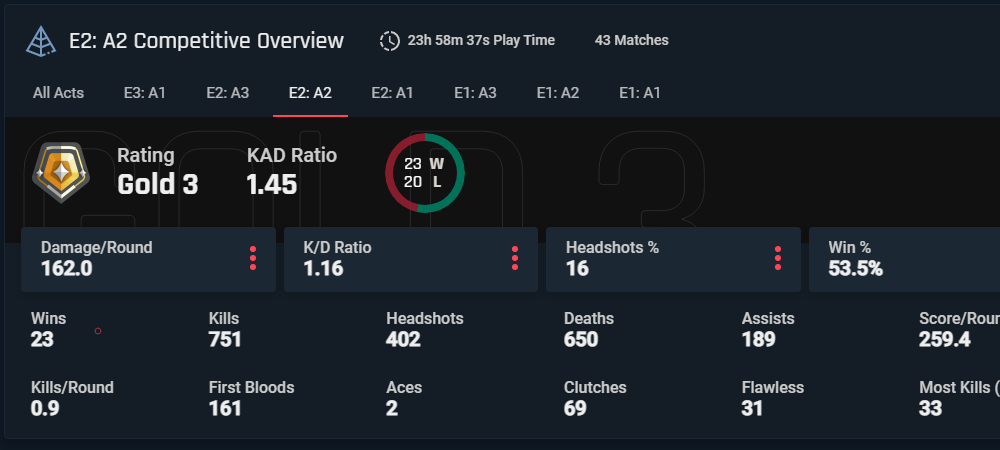 E2: A2 Competitive Overview 23h 58m 37s Play Time 43 Matches
All Acts E3: A1 E2: A3 E2: A2 E2: A1 E1: A3 E1: A2 E1: A1
Rating KAD Ratio
Gold 3 1.45
23 W
20 L
GOLD 3
Damage/Round K/D Ratio Headshots % Win %
162.0 1.16 16 53.5%
Wins Kills Headshots Deaths Assists Score/Roun
23 751 402 650 189 259.4
Kills/Round First Bloods Aces Clutches Flawless Most Kills (
0.9 161 2 69 31 33